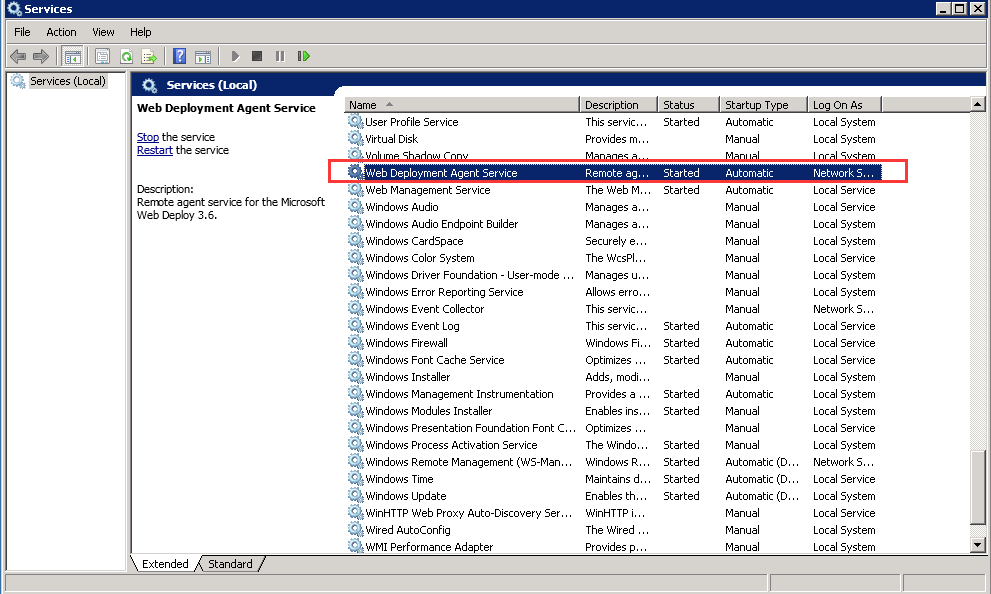 Services
File Action View Help
Services (Local)
Services (Local)
Web Deployment Agent Service
Stop the service
Restart the service
Description:
Remote agent service for the Microsoft
Web Deploy 3.6.
Name Description Status Startup Type Log On As
User Profile Service This servic... Started Automatic Local System
Virtual Disk Provides m... Manual Local System
Volume Shadow Copy Manages a... Manual Local System
Web Deployment Agent Service Remote ag... Started Automatic Network S...
Web Management Service The Web M... Started Automatic Local Service
Windows Audio Manages a... Manual Local Service
Windows Audio Endpoint Builder Manages a... Manual Local System
Windows CardSpace Securely e... Manual Local System
Windows Color System The WcsPl... Manual Local Service
Windows Driver Foundation - User-mode ... Manages u... Manual Local System
Windows Error Reporting Service Allows erro... Manual Local System
Windows Event Collector This servic... Manual Network S...
Windows Event Log This servic... Started Automatic Local Service
Windows Firewall Windows Fi... Started Automatic Local Service
Windows Font Cache Service Optimizes ... Started Automatic Local Service
Windows Installer Adds, modi... Manual Local System
Windows Management Instrumentation Provides a ... Started Automatic Local System
Windows Modules Installer Enables ins... Started Manual Local System
Windows Presentation Foundation Font C... Optimizes ... Manual Local Service
Windows Process Activation Service The Windo... Started Manual Local System
Windows Remote Management (WS-Man... Windows R... Started Automatic (D... Network S...
Windows Time Maintains d... Started Automatic (D... Local Service
Windows Update Enables th... Started Automatic (D... Local System
WinHTTP Web Proxy Auto-Discovery Ser... WinHTTP i... Manual Local Service
Wired AutoConfig The Wired ... Manual Local System
WMI Performance Adapter Provides p... Manual Local System
Extended Standard